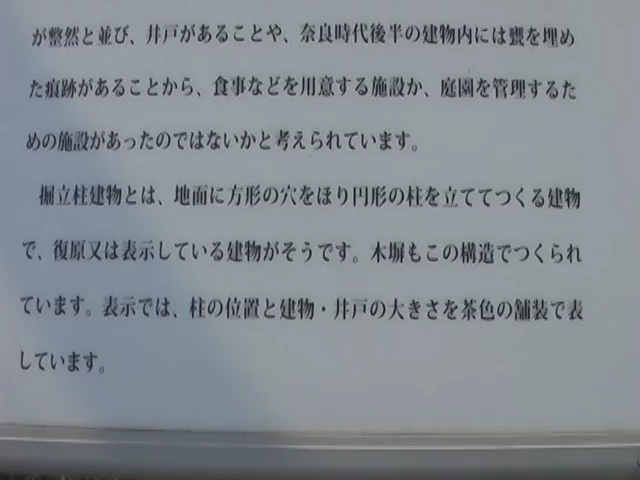 が整然と並び、井戸があることや、奈良時代後半の建物内には甕を埋め
た痕跡があることから、食事などを用意する施設か、庭園を管理するた
めの施設があったのではないかと考えられています。
掘立柱建物とは、地面に方形の穴をほり円形の柱を立ててつくる建物
で、復原又は表示している建物がそうです。木塀もこの構造でつくられ
ています。表示では、柱の位置と建物・井戸の大きさを茶色の舗装で表
しています。